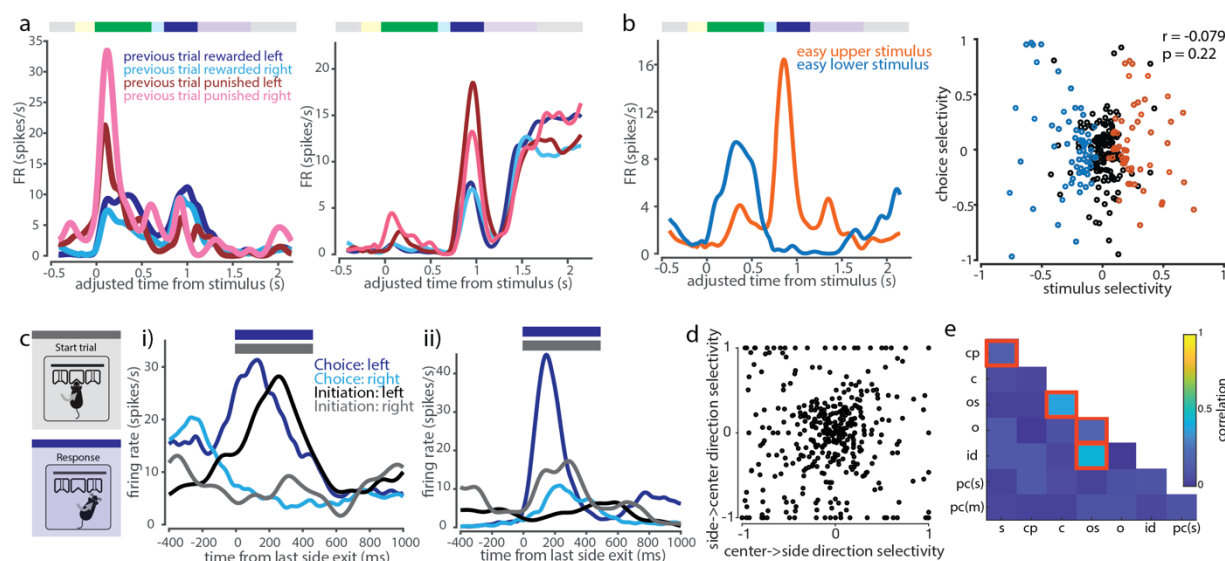 a
35
30
25
20
15
10
5
0
FR (spikes/s)
previous trial rewarded left
previous trial rewarded right
previous trial punished left
previous trial punished right
-0.5 0 0.5 1 1.5 2
adjusted time from stimulus (s)
20
15
10
5
0
FR (spikes/s)
-0.5 0 0.5 1 1.5 2
adjusted time from stimulus (s)
b
16
12
8
4
0
FR (spikes/s)
easy upper stimulus
easy lower stimulus
-0.5 0 0.5 1 1.5 2
adjusted time from stimulus (s)
r = -0.079
p = 0.22
1
0.5
0
-0.5
-1
choice selectivity
-1 -0.5 0 0.5 1
stimulus selectivity
c
Start trial
Response
i)
30
20
10
0
firing rate (spikes/s)
Choice: left
Choice: right
Initiation: left
Initiation: right
-400 -200 0 200 400 600 800 1000
time from last side exit (ms)
ii)
45
30
15
0
firing rate (spikes/s)
-400 -200 0 200 400 600 800 1000
time from last side exit (ms)
d
1
0
-1
side->center direction selectivity
-1 0 1
center->side direction selectivity
e
cp
c
os
o
id
pc(s)
pc(m)
s cp c os o id pc(s)
1
0.5
0
correlation